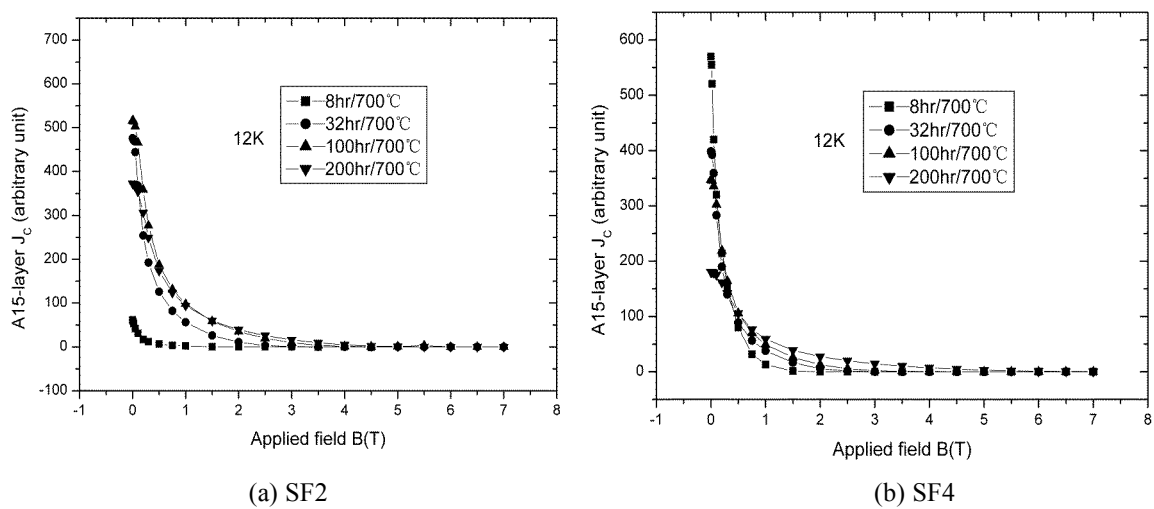 700
600
500
400
300
200
100
0
-100
-1 0 1 2 3 4 5 6 7 8
A15-layer J_C (arbitrary unit)
Applied field B(T)
12K
8hr/700℃
32hr/700℃
100hr/700℃
200hr/700℃
(a) SF2
600
500
400
300
200
100
0
-1 0 1 2 3 4 5 6 7 8
A15-layer J_C (arbitrary unit)
Applied field B(T)
12K
8hr/700℃
32hr/700℃
100hr/700℃
200hr/700℃
(b) SF4